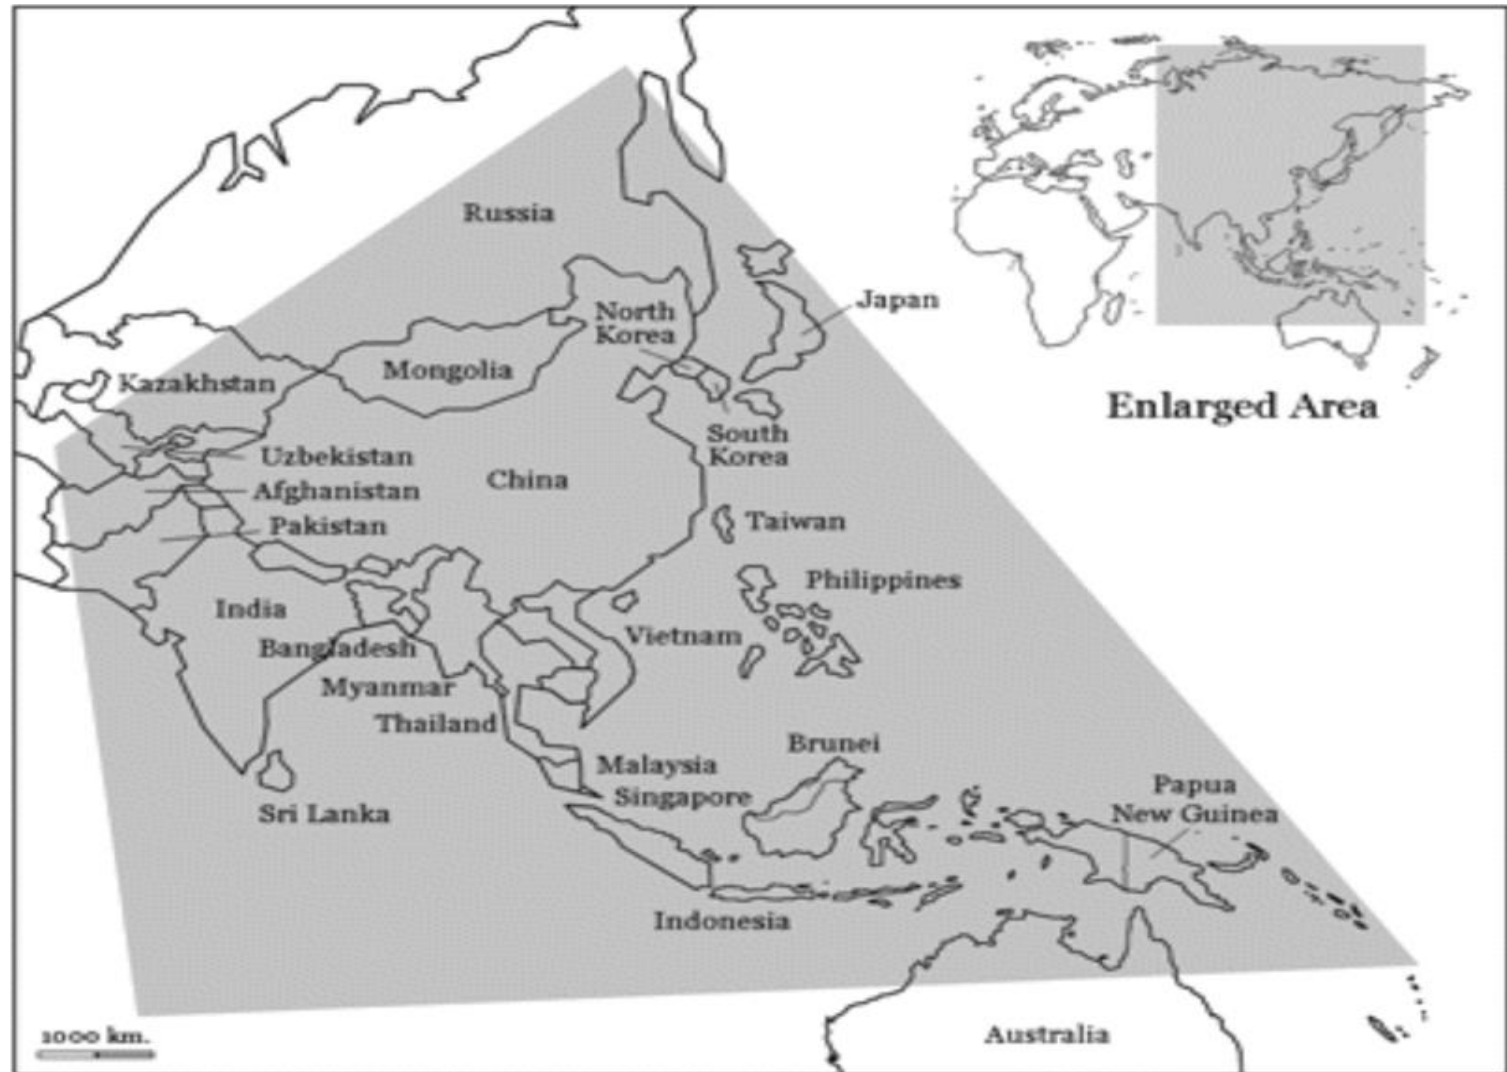 Russia
North
Korea
Japan
Mongolia
Kazakhstan
Enlarged Area
South
Korea
Uzbekistan
China
Afghanistan
Pakistan
Taiwan
Philippines
India
Vietnam
Bangladesh
Myanmar
Thailand
Brunei
Malaysia
Singapore
Papua
New Guinea
Sri Lanka
Indonesia
Australia
1000 km.